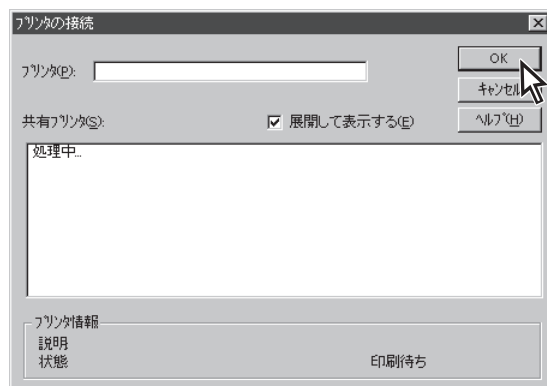 プリンタの接続
プリンタ(P):
OK
キャンセル
ヘルプ(H)
共有プリンタ(S):
展開して表示する(E)
処理中...
プリンタ情報
説明
状態
印刷待ち